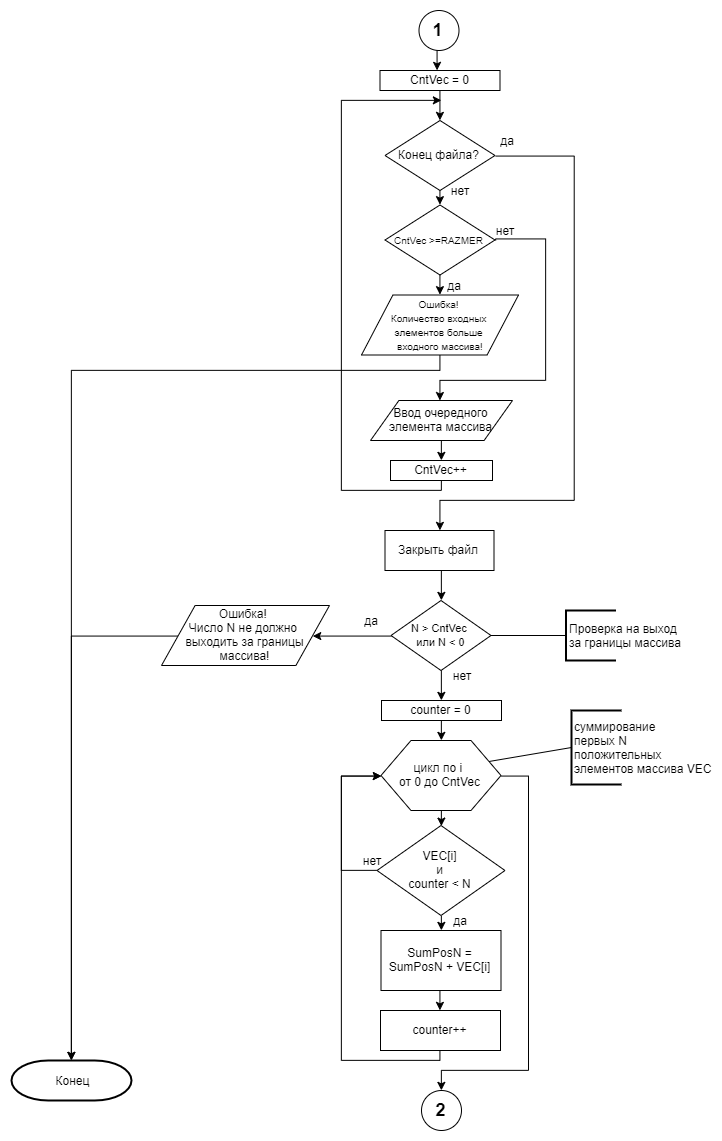 1
CntVec = 0
Конец файла?
да
нет
CntVec >=RAZMER
нет
да
Ошибка!
Количество входных
элементов больше
входного массива!
Ввод очередного
элемента массива
CntVec++
Закрыть файл
N > CntVec
или N < 0
да
Ошибка!
Число N не должно
выходить за границы
массива!
Проверка на выход
за границы массива
нет
counter = 0
цикл по i
от 0 до CntVec
суммирование
первых N
положительных
элементов массива VEC
VEC[i]
и
counter < N
нет
да
SumPosN =
SumPosN + VEC[i]
counter++
Конец
2